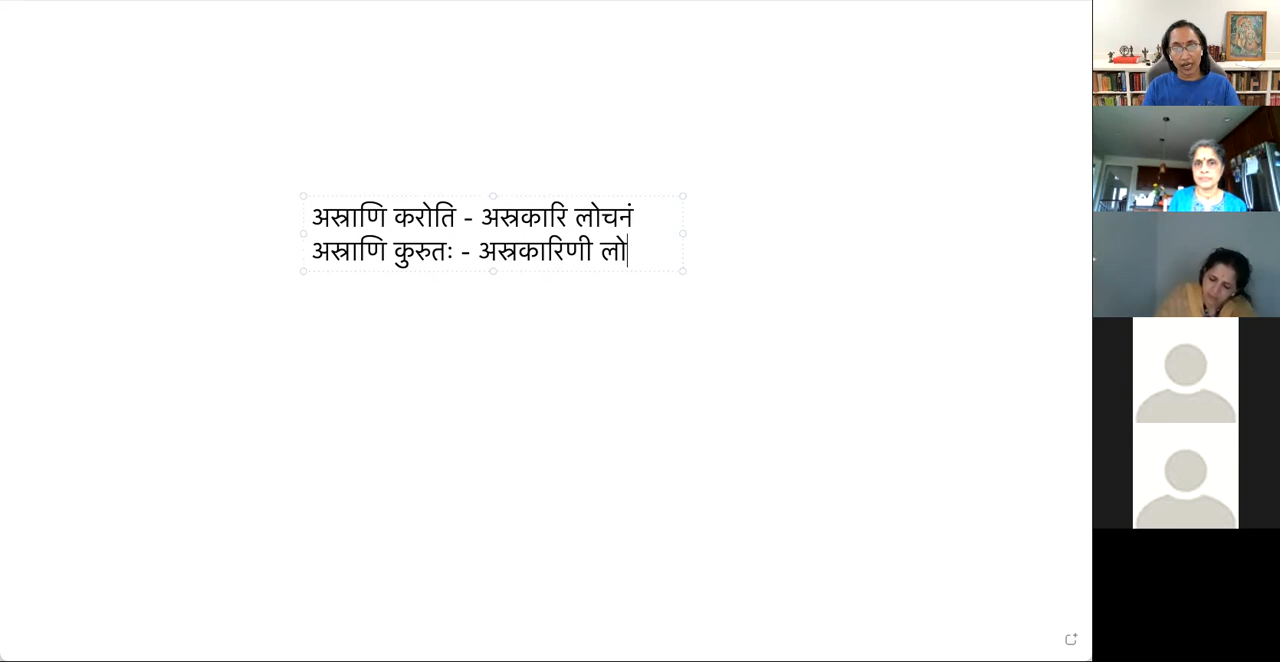 अस्राणि करोति - अस्रकारि लोचनं
अस्राणि कुरुतः - अस्रकारिणी लो